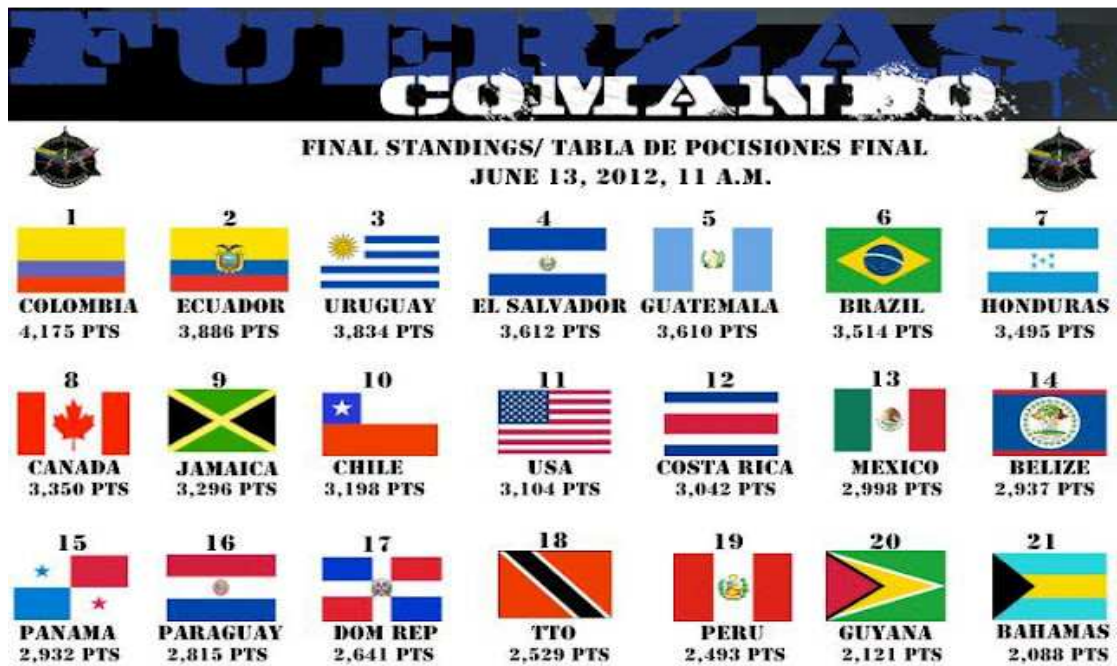 FUERZAS
COMANDO
FINAL STANDINGS/ TABLA DE POCISIONES FINAL
JUNE 13, 2012, 11 A.M.
1 2 3 4 5 6 7
COLOMBIA ECUADOR URUGUAY EL SALVADOR GUATEMALA BRAZIL HONDURAS
4,175 PTS 3,886 PTS 3,834 PTS 3,612 PTS 3,610 PTS 3,514 PTS 3,495 PTS
8 9 10 11 12 13 14
CANADA JAMAICA CHILE USA COSTA RICA MEXICO BELIZE
3,350 PTS 3,296 PTS 3,198 PTS 3,104 PTS 3,042 PTS 2,998 PTS 2,937 PTS
15 16 17 18 19 20 21
PANAMA PARAGUAY DOM REP TTO PERU GUYANA BAHAMAS
2,932 PTS 2,815 PTS 2,641 PTS 2,529 PTS 2,493 PTS 2,121 PTS 2,088 PTS